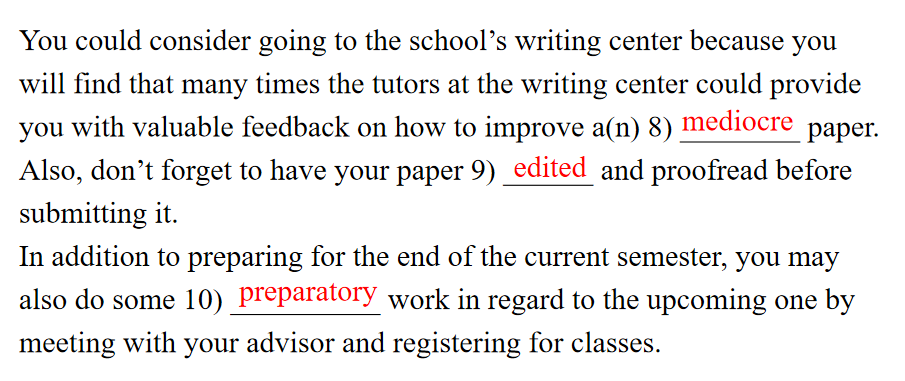 You could consider going to the school’s writing center because you
will find that many times the tutors at the writing center could provide
you with valuable feedback on how to improve a(n) 8) mediocre paper.
Also, don’t forget to have your paper 9) edited and proofread before
submitting it.
In addition to preparing for the end of the current semester, you may
also do some 10) preparatory work in regard to the upcoming one by
meeting with your advisor and registering for classes.